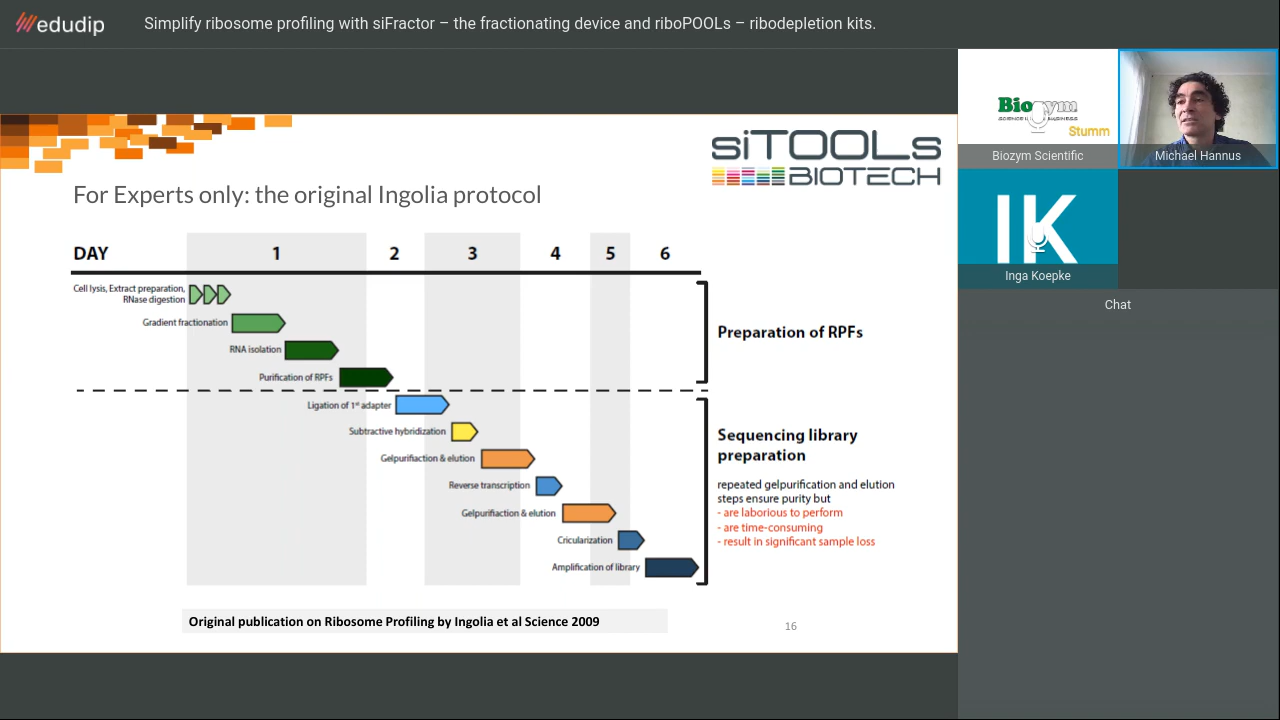 edudip
Simplify ribosome profiling with siFractor – the fractionating device and riboPOOLs – ribodepletion kits.
siTOOLs
BIOTECH
For Experts only: the original Ingolia protocol
DAY 1 2 3 4 5 6
Cell lysis, Extract preparation,
RNase digestion
Gradient fractionation
RNA isolation
Purification of RPFs
Preparation of RPFs
Ligation of 1st adapter
Subtractive hybridization
Gelpurifiaction & elution
Reverse transcription
Gelpurifiaction & elution
Cricularization
Amplification of library
Sequencing library
preparation
repeated gelpurification and elution
steps ensure purity but
- are laborious to perform
- are time-consuming
- result in significant sample loss
Original publication on Ribosome Profiling by Ingolia et al Science 2009
16
Biozym
Stumm
Biozym Scientific
Michael Hannus
IK
Inga Koepke
Chat